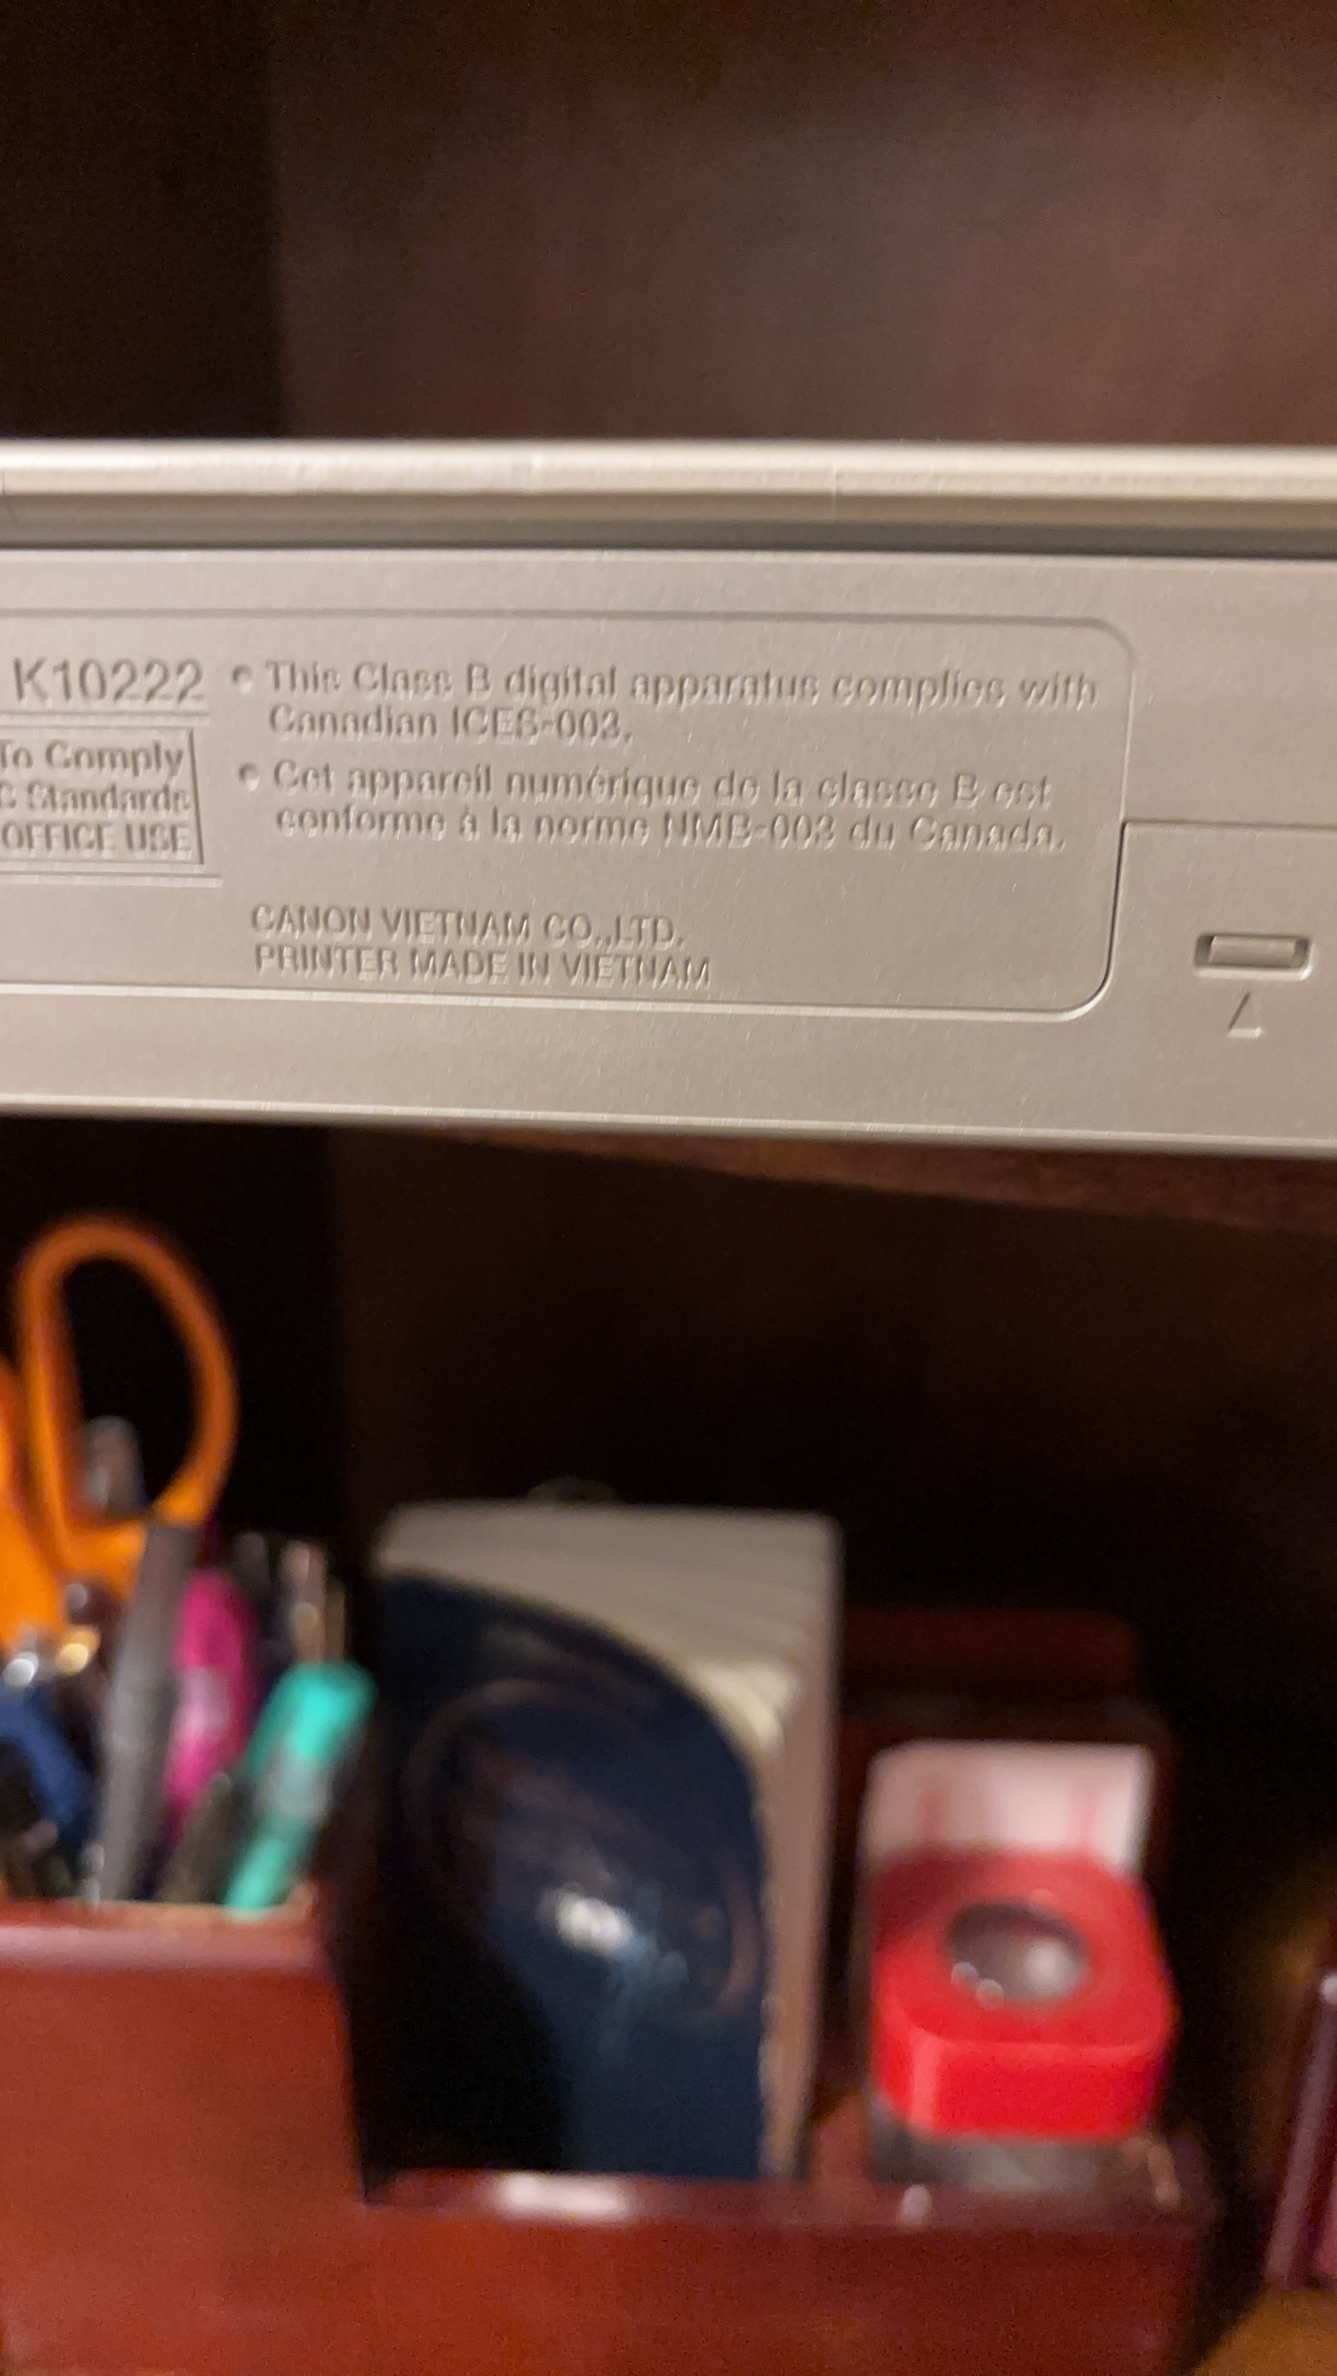 K10222
To Comply
Standards
OFFICE USE
• This Class B digital apparatus complies with
Canadian ICES-003.
• Cet appareil numérique de la classe B est
conforme à la norme NMB-003 du Canada.
CANON VIETNAM CO.,LTD.
PRINTER MADE IN VIETNAM